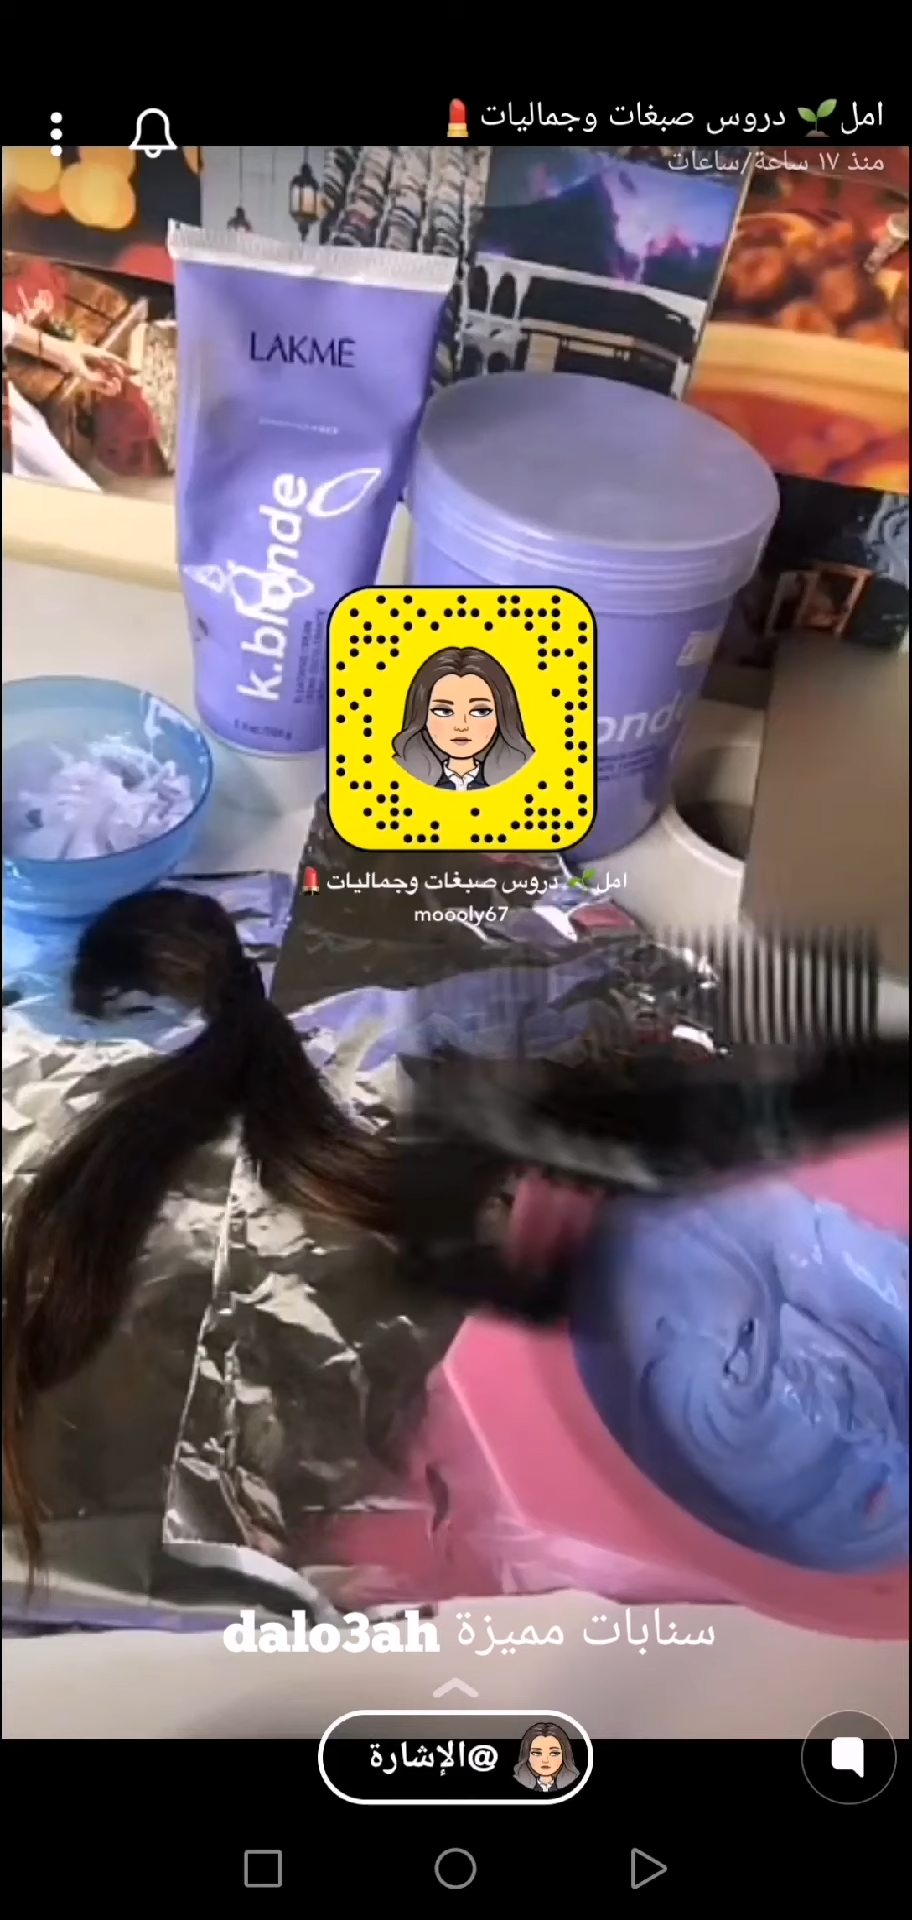 امل🌱 دروس صبغات وجماليات💄
منذ ١٧ ساعة/ساعات
LAKME
k.blonde
onde
امل🌱 دروس صبغات وجماليات💄
moooly67
سنابات مميزة dalo3ah
@الإشارة